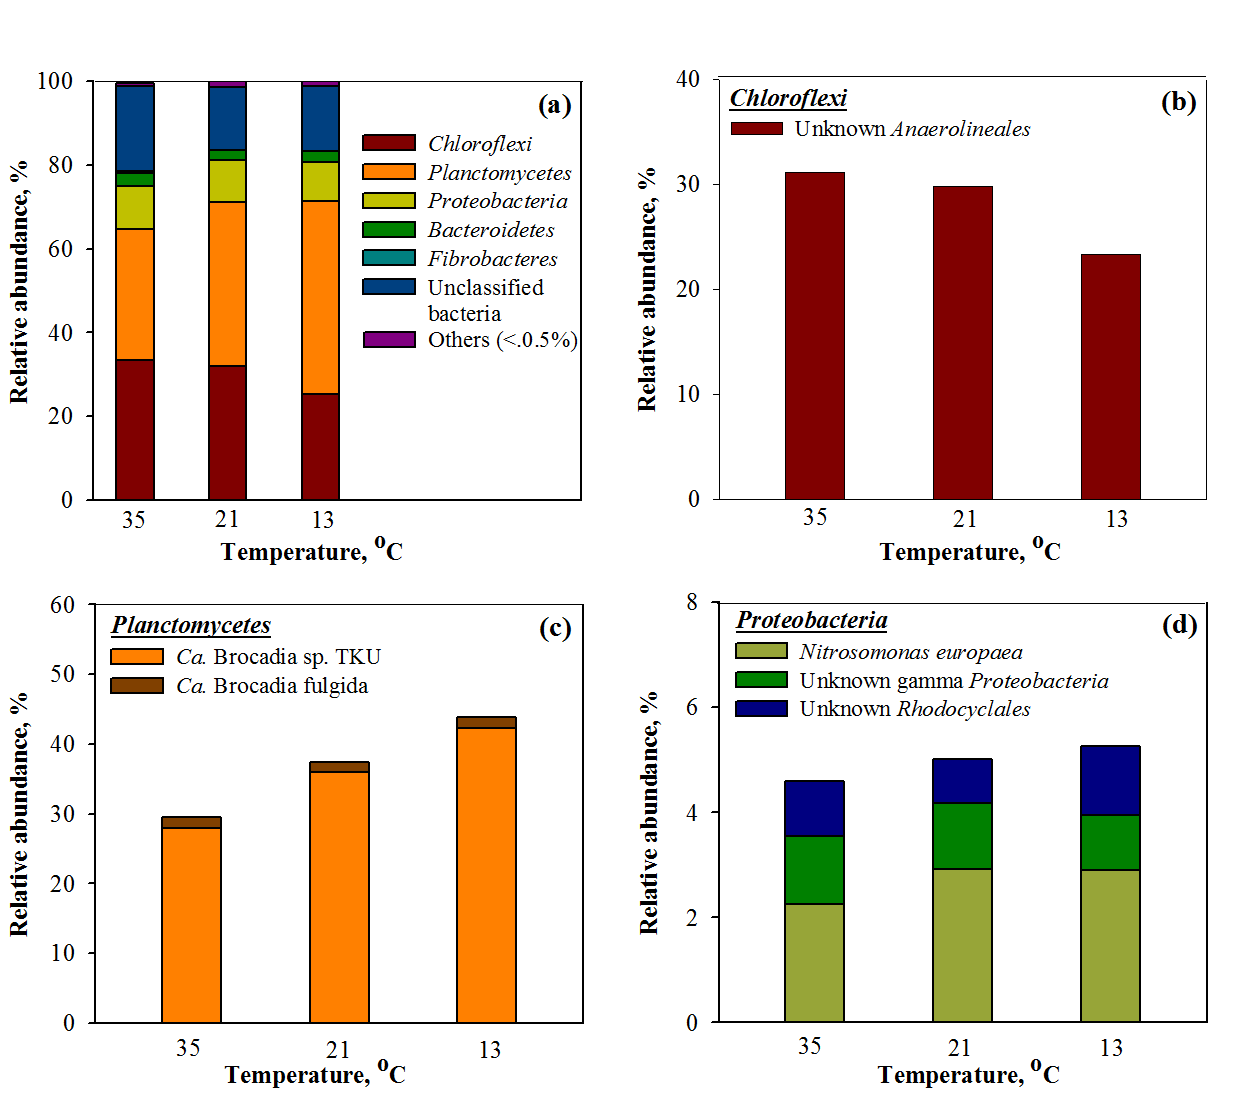 100
80
60
40
20
0
Relative abundance, %
(a)
Chloroflexi
Planctomycetes
Proteobacteria
Bacteroidetes
Fibrobacteres
Unclassified
bacteria
Others (<.0.5%)
35 21 13
Temperature, °C
40
30
20
10
0
Relative abundance, %
Chloroflexi
(b)
Unknown Anaerolineales
35 21 13
Temperature, °C
60
50
40
30
20
10
0
Relative abundance, %
Planctomycetes
(c)
Ca. Brocadia sp. TKU
Ca. Brocadia fulgida
35 21 13
Temperature, °C
8
6
4
2
0
Relative abundance, %
Proteobacteria
(d)
Nitrosomonas europaea
Unknown gamma Proteobacteria
Unknown Rhodocyclales
35 21 13
Temperature, °C